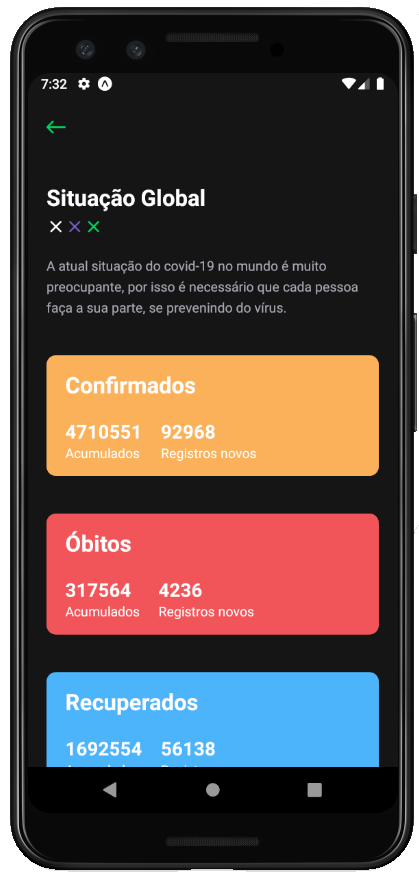 7:32
Situação Global
A atual situação do covid-19 no mundo é muito
preocupante, por isso é necessário que cada pessoa
faça a sua parte, se prevenindo do vírus.
Confirmados
4710551 92968
Acumulados Registros novos
Óbitos
317564 4236
Acumulados Registros novos
Recuperados
1692554 56138